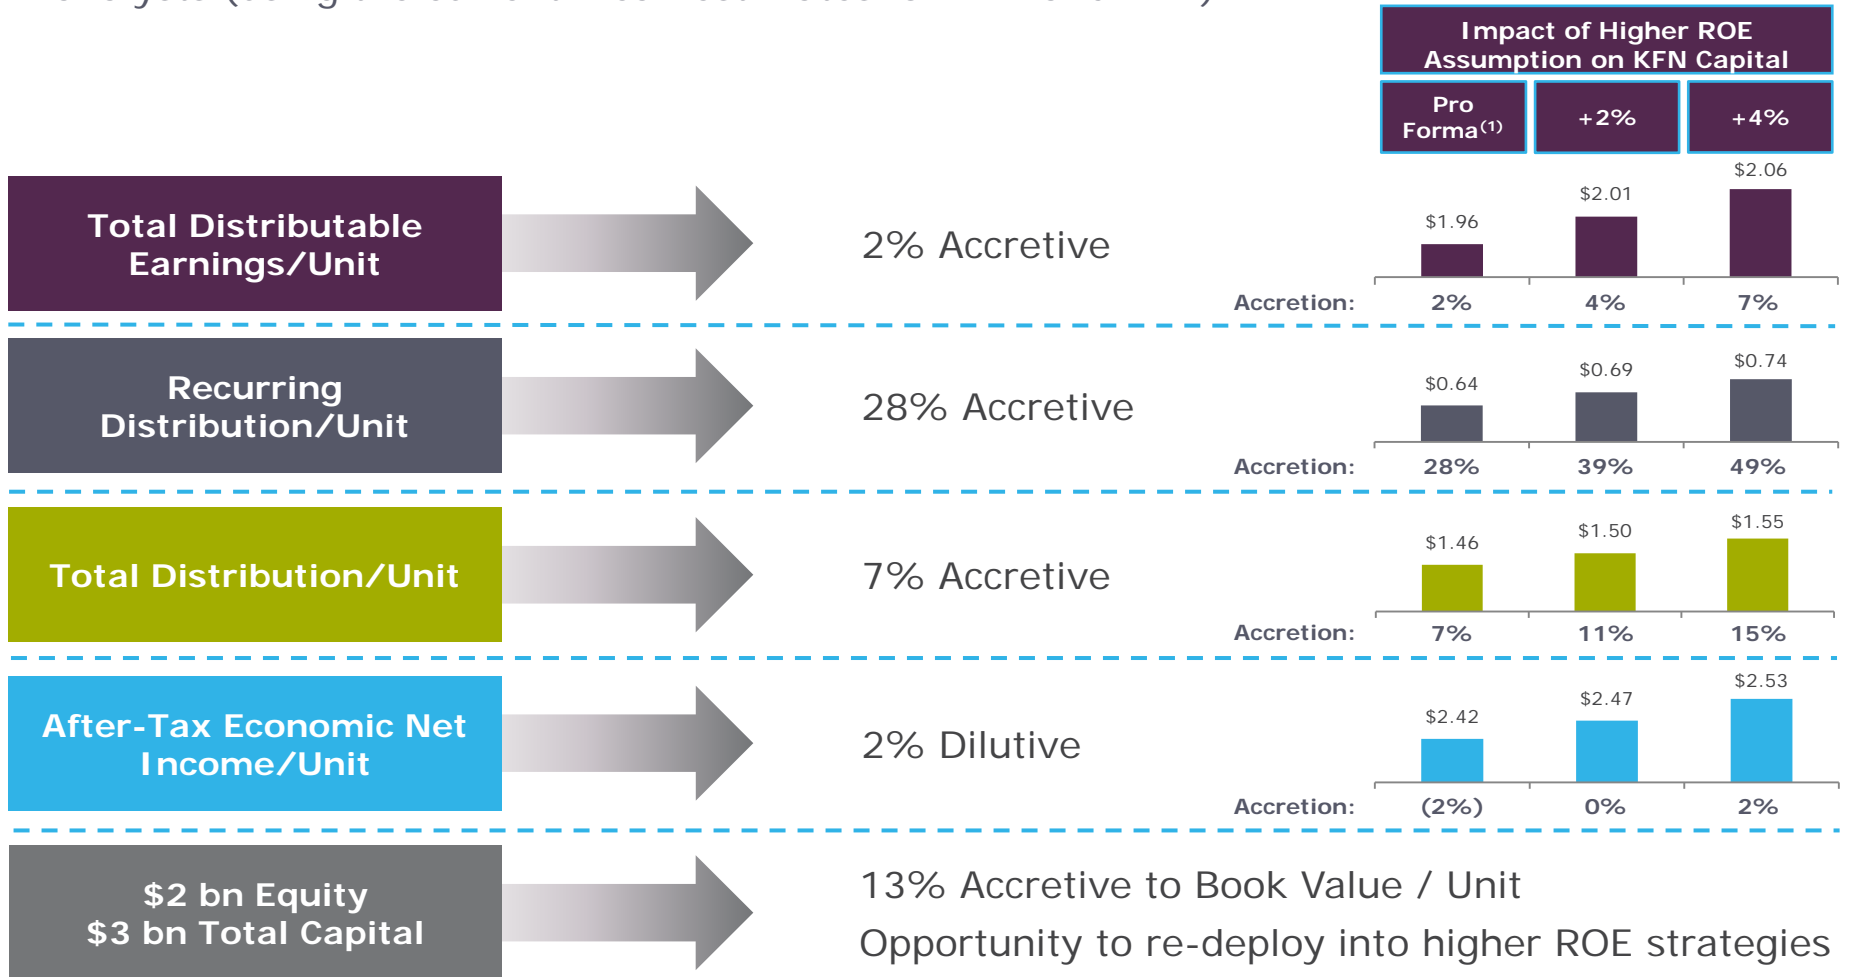 Impact of Higher ROE
Assumption on KFN Capital
Pro
Forma(1)
+2%
+4%
Total Distributable
Earnings/Unit
2% Accretive
$1.96
$2.01
$2.06
Accretion:
2%
4%
7%
Recurring
Distribution/Unit
28% Accretive
$0.64
$0.69
$0.74
Accretion:
28%
39%
49%
Total Distribution/Unit
7% Accretive
$1.46
$1.50
$1.55
Accretion:
7%
11%
15%
After-Tax Economic Net
Income/Unit
2% Dilutive
$2.42
$2.47
$2.53
Accretion:
(2%)
0%
2%
$2 bn Equity
$3 bn Total Capital
13% Accretive to Book Value / Unit
Opportunity to re-deploy into higher ROE strategies